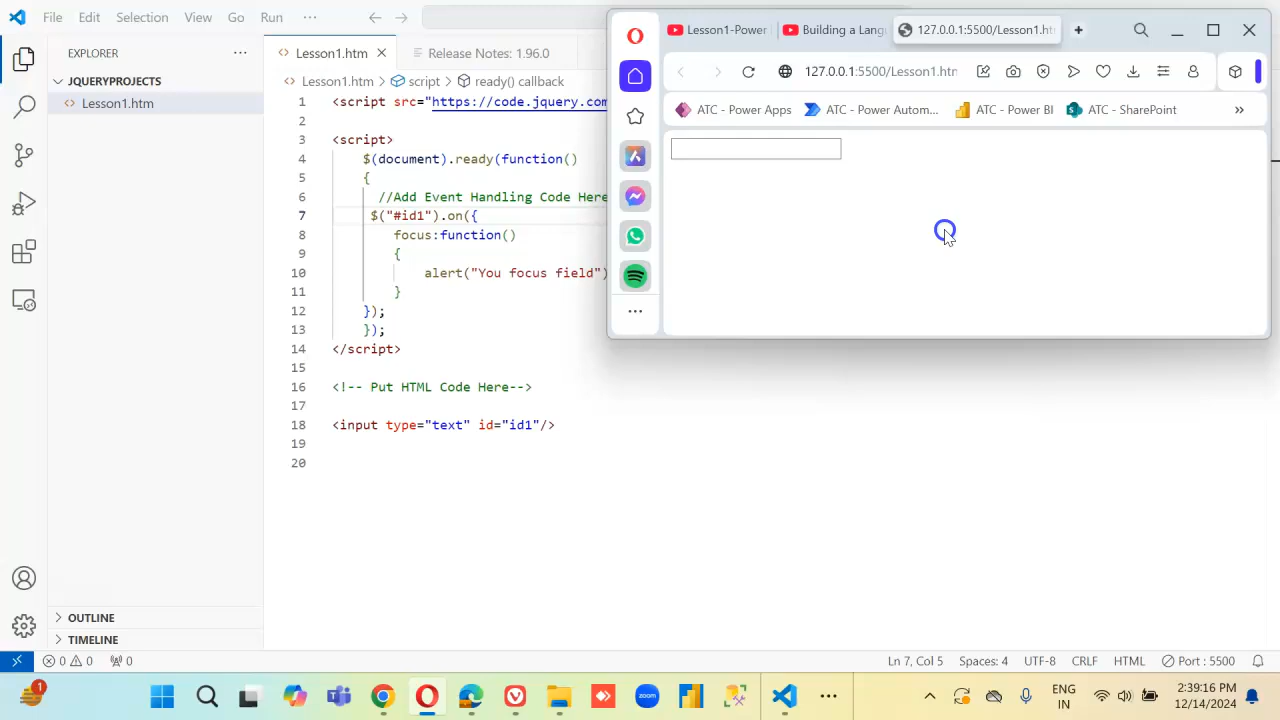 File Edit Selection View Go Run ···
EXPLORER ···
JQUERYPROJECTS
<> Lesson1.htm
OUTLINE
TIMELINE
<> Lesson1.htm × Release Notes: 1.96.0
<> Lesson1.htm > script > ready() callback
1 <script src="https://code.jquery.com
2
3 <script>
4 $(document).ready(function()
5 {
6 //Add Event Handling Code Here
7 $("#id1").on({
8 focus:function()
9 {
10 alert("You focus field")
11 }
12 });
13 });
14 </script>
15
16 <!-- Put HTML Code Here-->
17
18 <input type="text" id="id1"/>
19
20
Lesson1-Power Building a Lang 127.0.0.1:5500/Lesson1.htm
127.0.0.1:5500/Lesson1.htm
ATC - Power Apps ATC - Power Autom... ATC - Power BI ATC - SharePoint »
0 0 0 Ln 7, Col 5 Spaces: 4 UTF-8 CRLF HTML Port : 5500
1 zoom ENG
IN
2:39:16 PM
12/14/2024